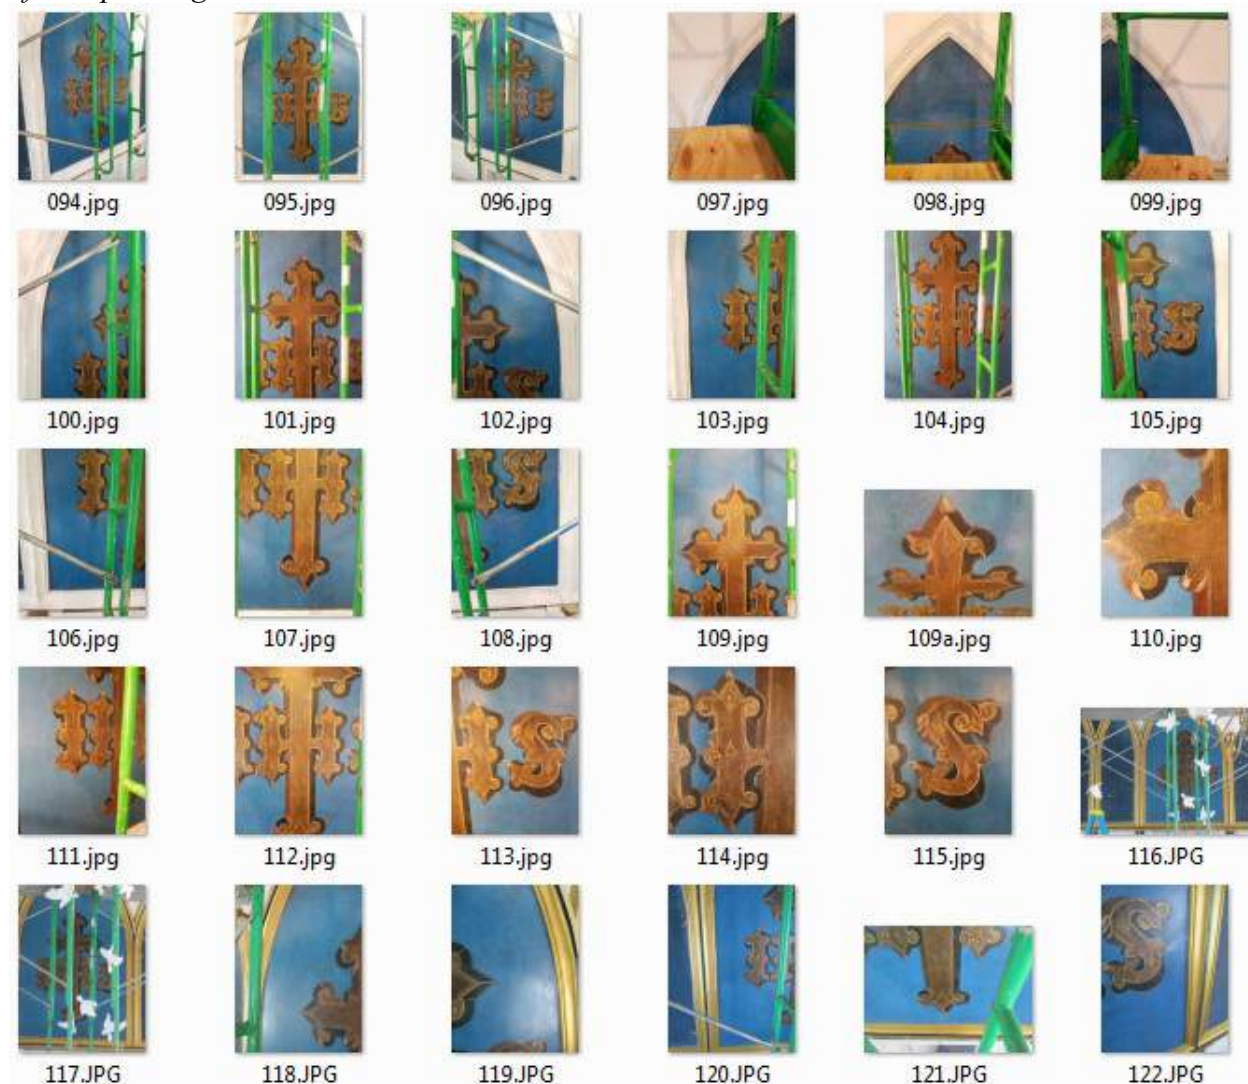 094.jpg 095.jpg 096.jpg 097.jpg 098.jpg 099.jpg
100.jpg 101.jpg 102.jpg 103.jpg 104.jpg 105.jpg
106.jpg 107.jpg 108.jpg 109.jpg 109a.jpg 110.jpg
111.jpg 112.jpg 113.jpg 114.jpg 115.jpg 116.JPG
117.JPG 118.JPG 119.JPG 120.JPG 121.JPG 122.JPG